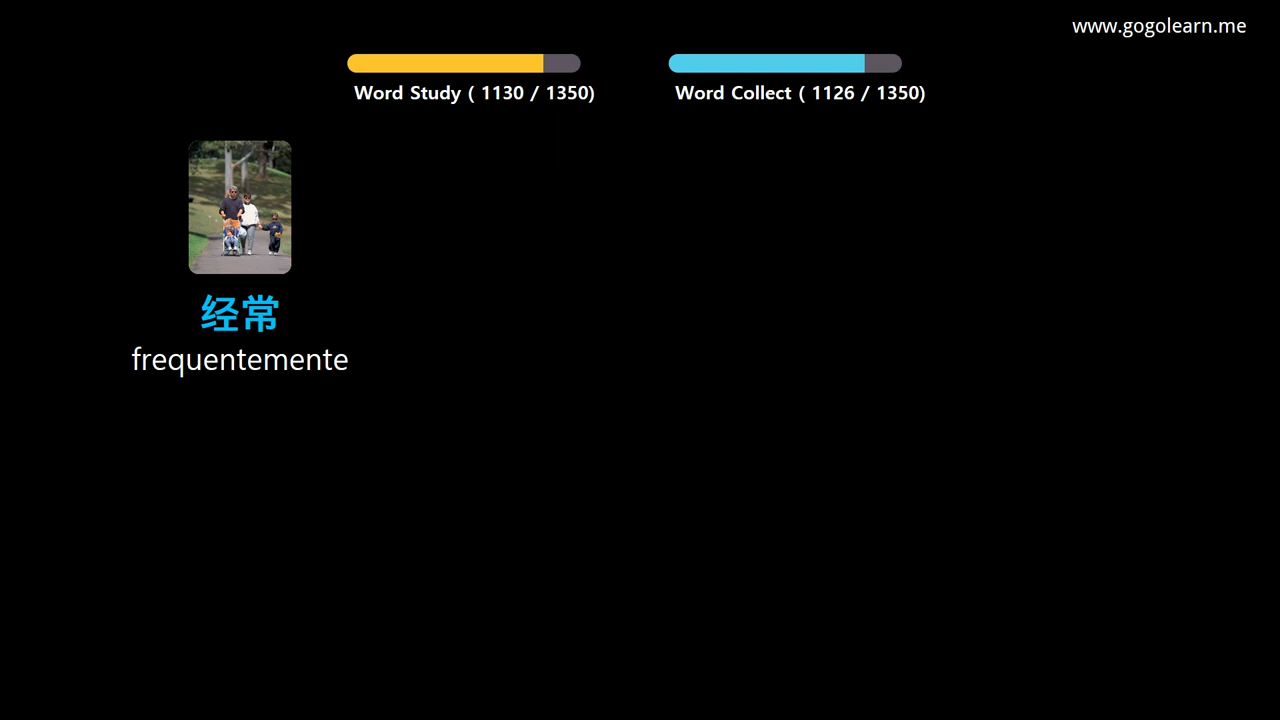 www.gogolearn.me
Word Study ( 1130 / 1350)
Word Collect ( 1126 / 1350)
经常
frequentemente